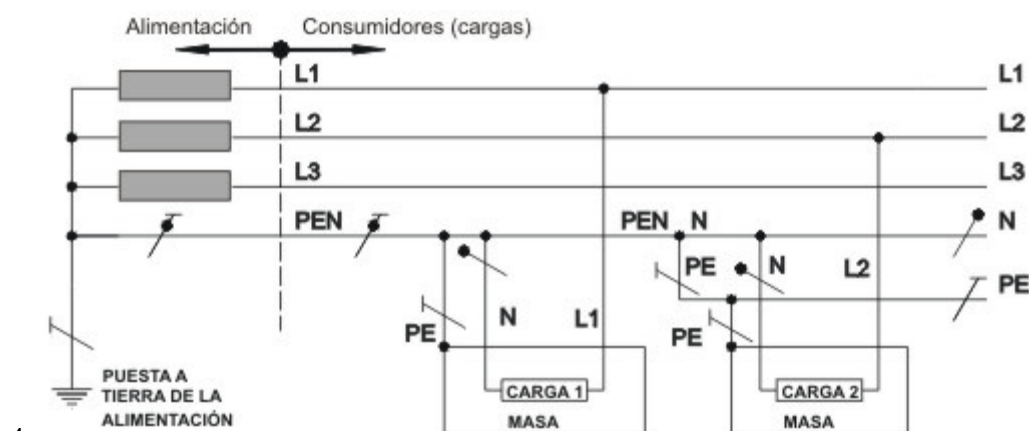 Alimentación Consumidores (cargas)
L1 L1
L2 L2
L3 L3
PEN PEN N N
PE N L2 PE
PE N L1 PE
PUESTA A
TIERRA DE LA
ALIMENTACIÓN
CARGA 1 CARGA 2
MASA MASA